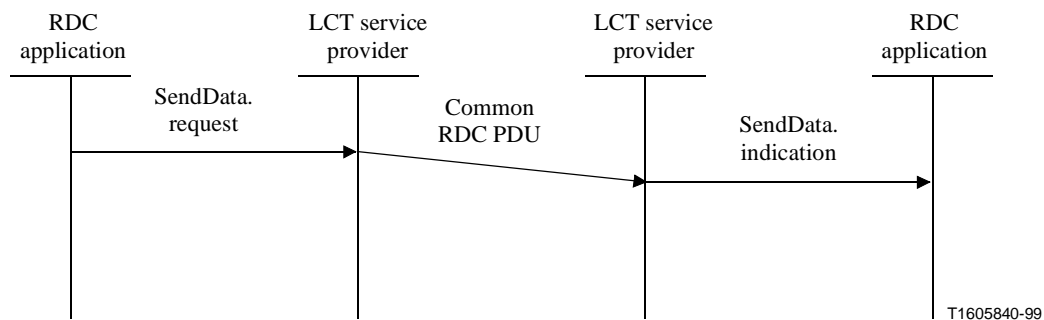 RDC
application
LCT service
provider
LCT service
provider
RDC
application
SendData.
request
Common
RDC PDU
SendData.
indication
T1605840-99